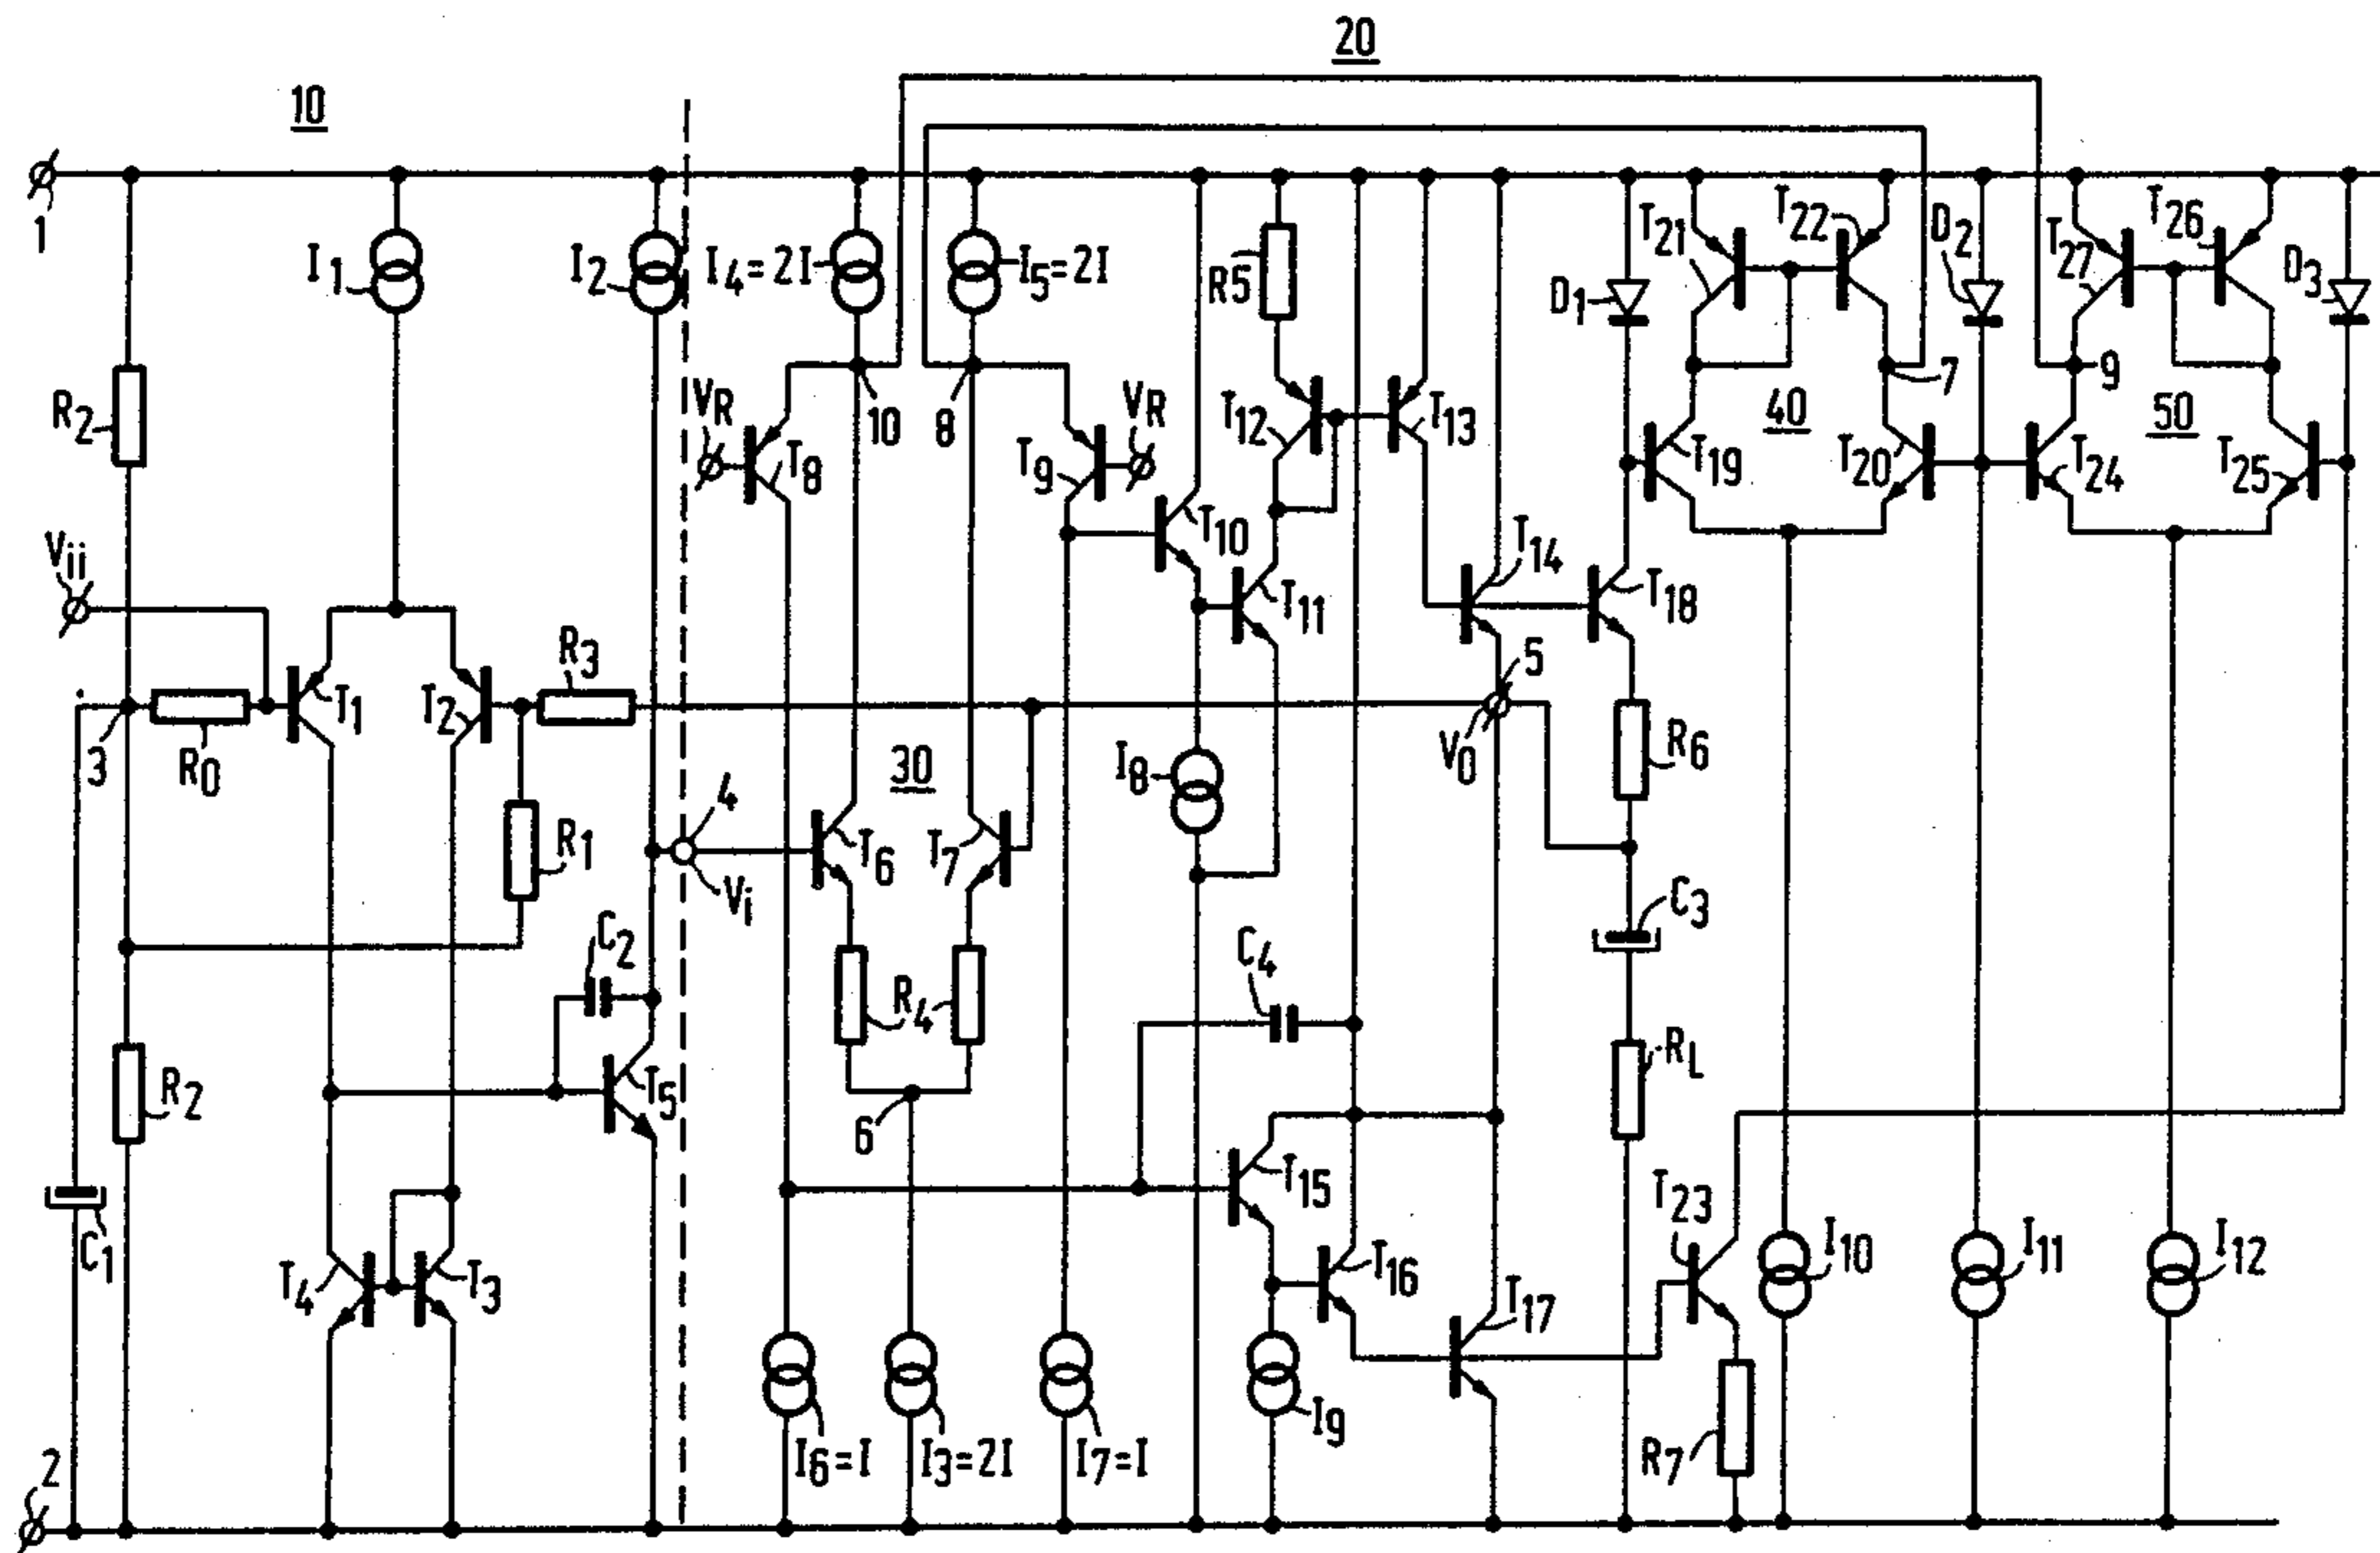 20
10
1
I1
I2
I4=2I
I5=2I
R5
D1
T21
T22
D2
T27
T26
D3
R2
VR
T8
10
8
T9
VR
T12
T13
T19
40
7
T20
9
50
T24
T25
Vii
T10
T11
T14
T18
3
R0
T1
T2
R3
5
V0
R6
30
I8
4
Vi
T6
T7
R1
C3
C2
R4
C4
RL
T5
R2
6
T15
T23
C1
T4
T3
T16
T17
I10
I11
I12
2
I6=I
I3=2I
I7=I
I9
R7